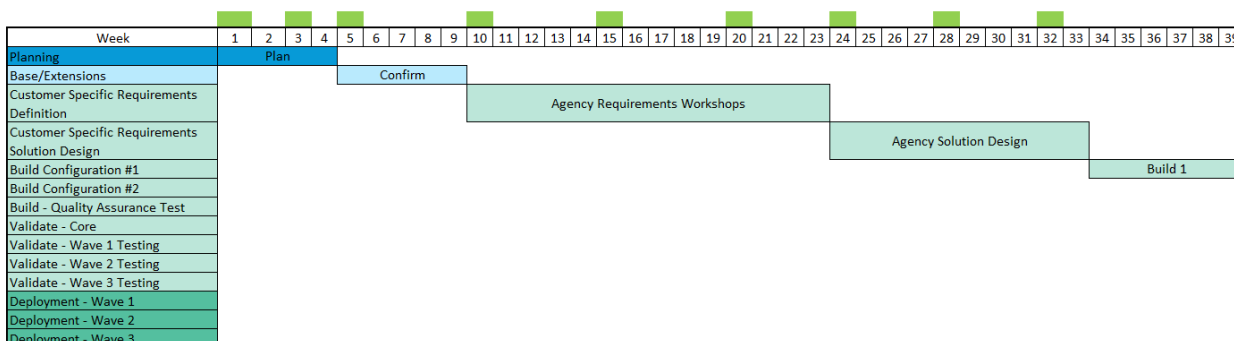 Week 1 2 3 4 5 6 7 8 9 10 11 12 13 14 15 16 17 18 19 20 21 22 23 24 25 26 27 28 29 30 31 32 33 34 35 36 37 38 39
Planning Plan
Base/Extensions Confirm
Customer Specific Requirements
Definition
Agency Requirements Workshops
Customer Specific Requirements
Solution Design
Agency Solution Design
Build Configuration #1 Build 1
Build Configuration #2
Build - Quality Assurance Test
Validate - Core
Validate - Wave 1 Testing
Validate - Wave 2 Testing
Validate - Wave 3 Testing
Deployment - Wave 1
Deployment - Wave 2
Deployment - Wave 3